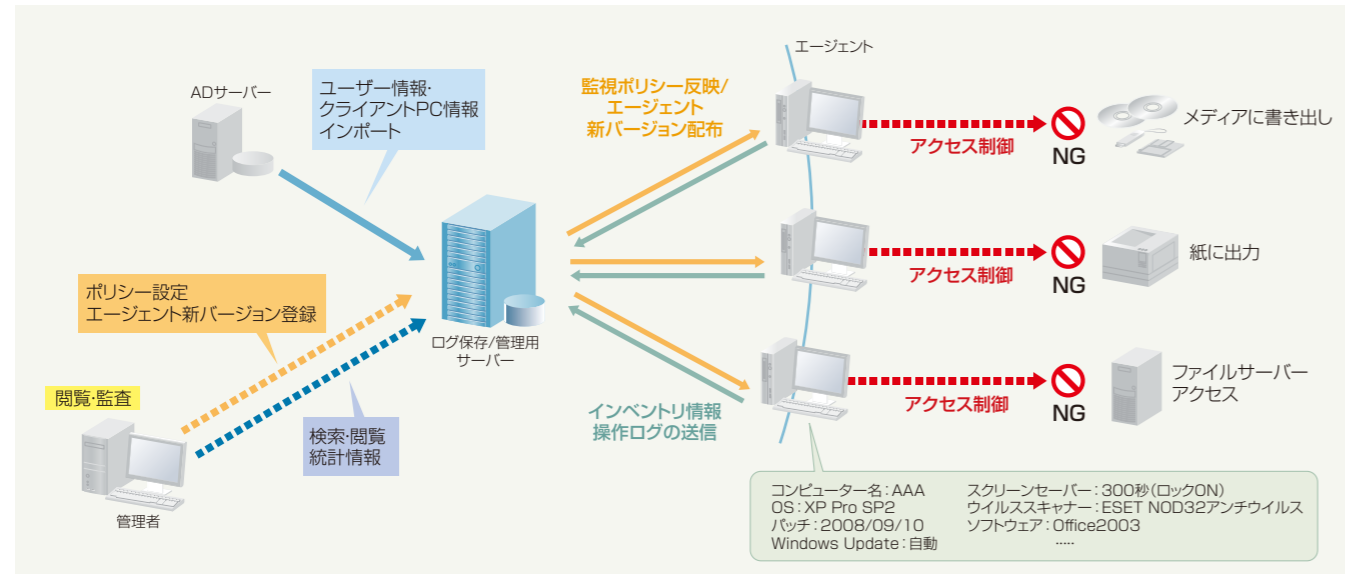 エージェント
ADサーバー
ユーザー情報・
クライアントPC情報
インポート
監視ポリシー反映/
エージェント
新バージョン配布
アクセス制御
NG
メディアに書き出し
アクセス制御
NG
紙に出力
ポリシー設定
エージェント新バージョン登録
ログ保存/管理用
サーバー
アクセス制御
NG
ファイルサーバー
アクセス
閲覧・監査
検索・閲覧
統計情報
インベントリ情報
操作ログの送信
管理者
コンピューター名:AAA
OS:XP Pro SP2
パッチ:2008/09/10
Windows Update:自動
スクリーンセーバー:300秒(ロックON)
ウイルススキャナー:ESET NOD32アンチウイルス
ソフトウェア:Office2003
.....